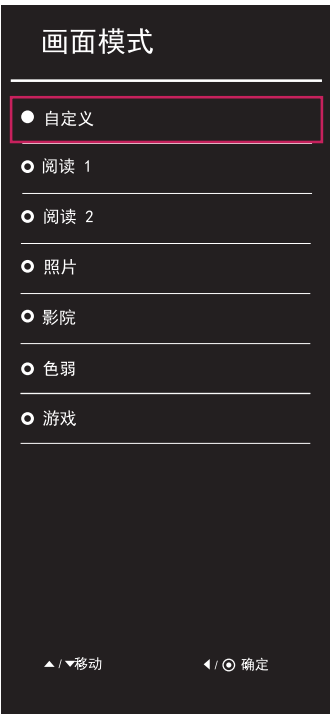 画面模式
自定义
阅读 1
阅读 2
照片
影院
色弱
游戏
▲/▼移动 ◀/⦿ 确定